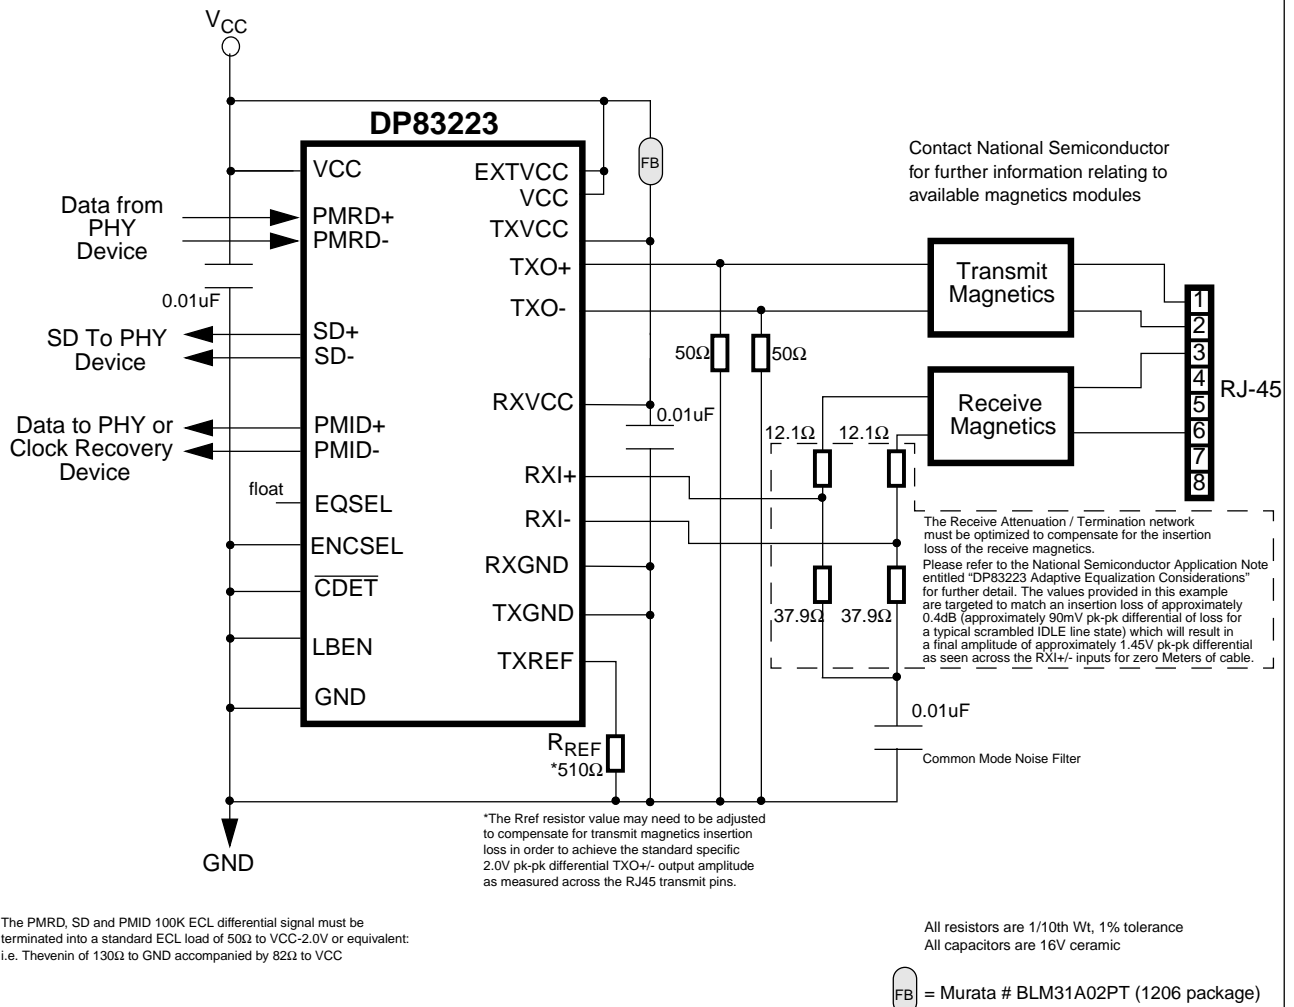 VCC
DP83223
VCC
PMRD+
PMRD-
SD+
SD-
PMID+
PMID-
EQSEL
ENCSEL
CDET
LBEN
GND
EXTVCC
VCC
TXVCC
TXO+
TXO-
RXVCC
RXI+
RXI-
RXGND
TXGND
TXREF
Data from
PHY
Device
0.01uF
SD To PHY
Device
Data to PHY or
Clock Recovery
Device
float
GND
FB
0.01uF
50Ω
50Ω
RREF
*510Ω
Contact National Semiconductor
for further information relating to
available magnetics modules
Transmit
Magnetics
Receive
Magnetics
1
2
3
4
5
6
7
8
RJ-45
12.1Ω
12.1Ω
37.9Ω
37.9Ω
The Receive Attenuation / Termination network
must be optimized to compensate for the insertion
loss of the receive magnetics.
Please refer to the National Semiconductor Application Note
entitled “DP83223 Adaptive Equalization Considerations”
for further detail. The values provided in this example
are targeted to match an insertion loss of approximately
0.4dB (approximately 90mV pk-pk differential of loss for
a typical scrambled IDLE line state) which will result in
a final amplitude of approximately 1.45V pk-pk differential
as seen across the RXI+/- inputs for zero Meters of cable.
0.01uF
Common Mode Noise Filter
*The Rref resistor value may need to be adjusted
to compensate for transmit magnetics insertion
loss in order to achieve the standard specific
2.0V pk-pk differential TXO+/- output amplitude
as measured across the RJ45 transmit pins.
The PMRD, SD and PMID 100K ECL differential signal must be
terminated into a standard ECL load of 50Ω to VCC-2.0V or equivalent:
i.e. Thevenin of 130Ω to GND accompanied by 82Ω to VCC
All resistors are 1/10th Wt, 1% tolerance
All capacitors are 16V ceramic
FB = Murata # BLM31A02PT (1206 package)